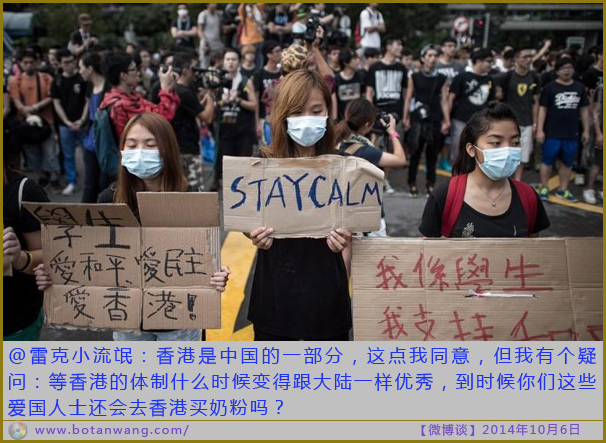 STAYCALM
學生
愛和平,愛民主
愛香港!
我係學生
我支持
@雷克小流氓：香港是中国的一部分，这点我同意，但我有个疑
问：等香港的体制什么时候变得跟大陆一样优秀，到时候你们这些
爱国人士还会去香港买奶粉吗？
www.botanwang.com/
【微博谈】2014年10月6日